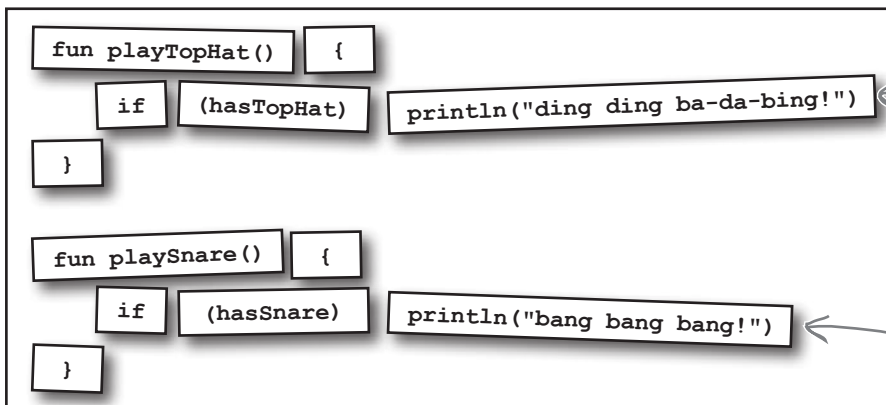 fun playTopHat() {
if (hasTopHat) println("ding ding ba-da-bing!")
}
fun playSnare() {
if (hasSnare) println("bang bang bang!")
}